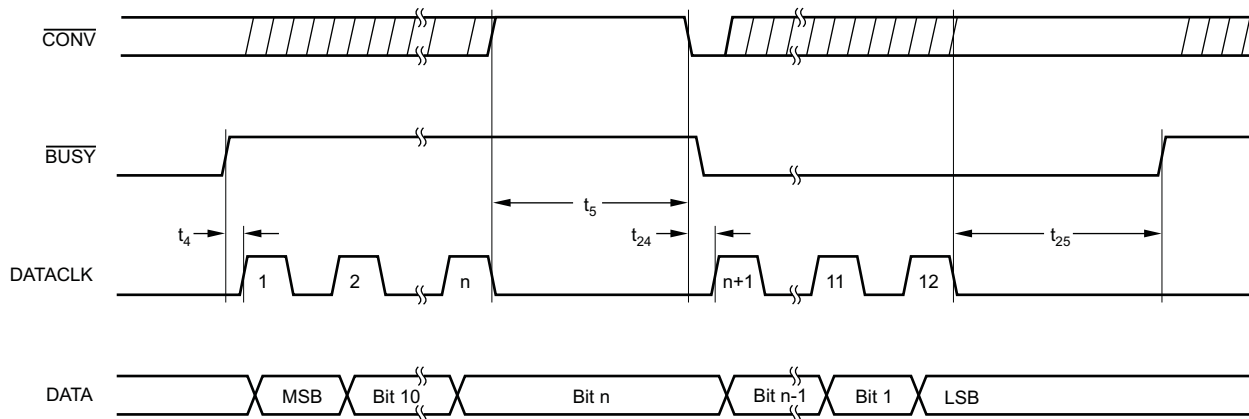 CONV
BUSY
t5
t4
t24
t25
DATACLK
1
2
n
n+1
11
12
DATA
MSB
Bit 10
Bit n
Bit n-1
Bit 1
LSB